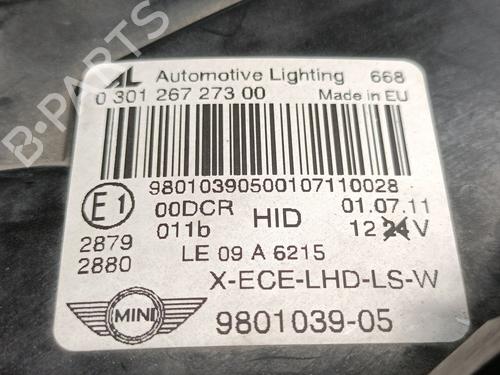 AL Automotive Lighting 668
0 301 267 273 00 Made in EU
98010390500107110028
E1 00DCR HID 01.07.11
011b 12 24 V
2879
2880 LE 09 A 6215
X-ECE-LHD-LS-W
MINI 9801039-05
B-PARTS